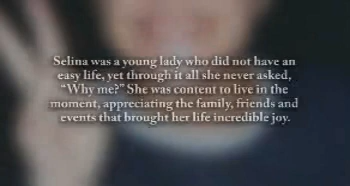 Selina was a young lady who did not have an
easy life, yet through it all she never asked,
"Why me?" She was content to live in the
moment, appreciating the family, friends and
events that brought her life incredible joy.